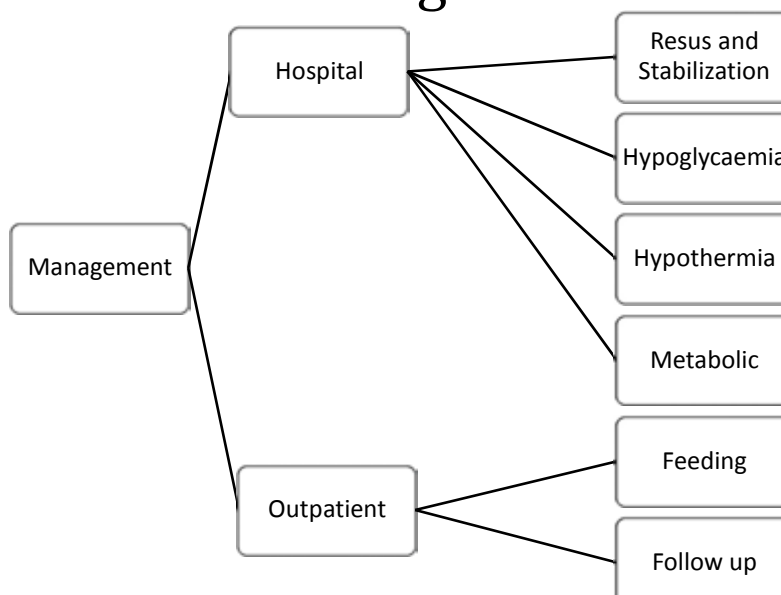 Resus and
Stabilization
Hospital
Hypoglycaemia
Management
Hypothermia
Metabolic
Feeding
Outpatient
Follow up